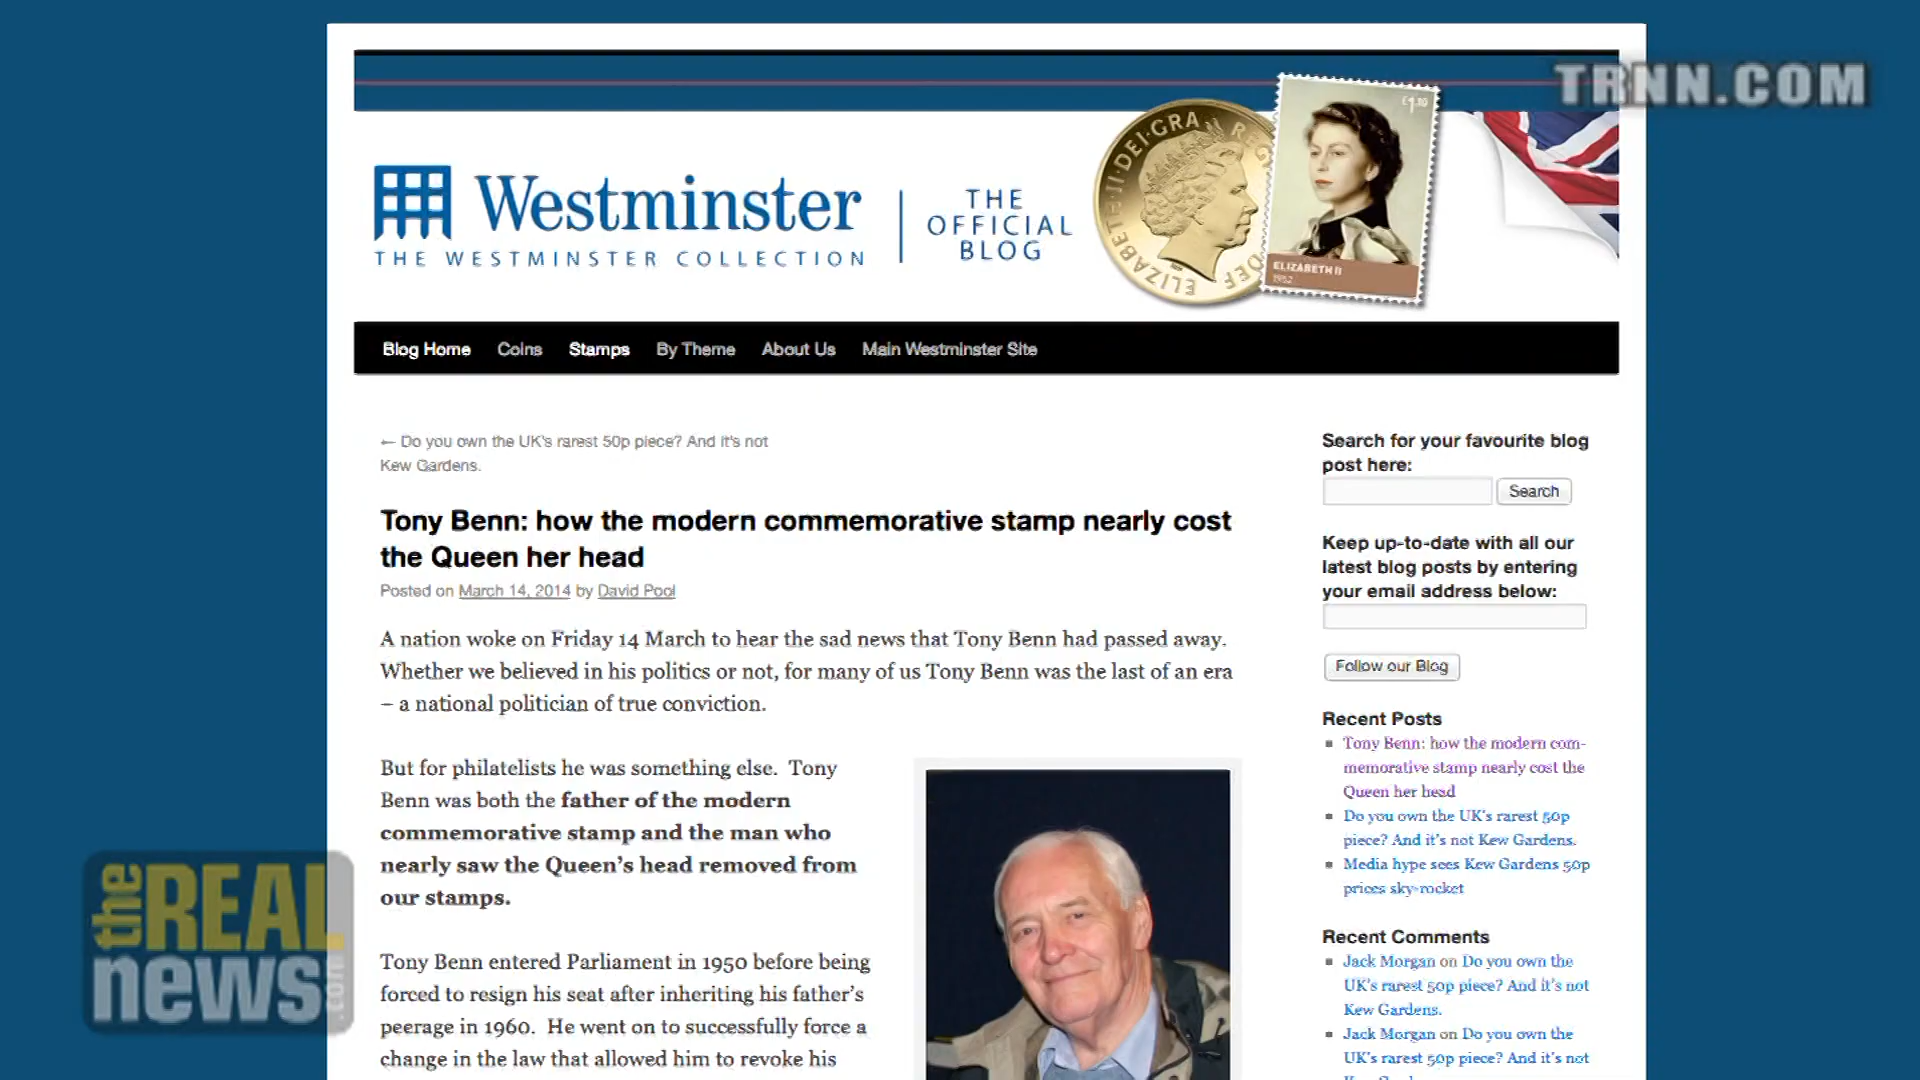 TRNN.COM
Westminster
THE WESTMINSTER COLLECTION
THE
OFFICIAL
BLOG
ELIZABETH·II·DEI·GRA
REG
DEF
£1.10
ELIZABETH II
1952
Blog Home Coins Stamps By Theme About Us Main Westminster Site
← Do you own the UK's rarest 50p piece? And it's not
Kew Gardens.
Tony Benn: how the modern commemorative stamp nearly cost
the Queen her head
Posted on March 14, 2014 by David Pool
A nation woke on Friday 14 March to hear the sad news that Tony Benn had passed away.
Whether we believed in his politics or not, for many of us Tony Benn was the last of an era
– a national politician of true conviction.
But for philatelists he was something else. Tony
Benn was both the father of the modern
commemorative stamp and the man who
nearly saw the Queen's head removed from
our stamps.
Tony Benn entered Parliament in 1950 before being
forced to resign his seat after inheriting his father's
peerage in 1960. He went on to successfully force a
change in the law that allowed him to revoke his
Search for your favourite blog
post here:
Search
Keep up-to-date with all our
latest blog posts by entering
your email address below:
Follow our Blog
Recent Posts
Tony Benn: how the modern com-
memorative stamp nearly cost the
Queen her head
Do you own the UK's rarest 50p
piece? And it's not Kew Gardens.
Media hype sees Kew Gardens 50p
prices sky-rocket
Recent Comments
Jack Morgan on Do you own the
UK's rarest 50p piece? And it's not
Kew Gardens.
Jack Morgan on Do you own the
UK's rarest 50p piece? And it's not
the REAL
news.com